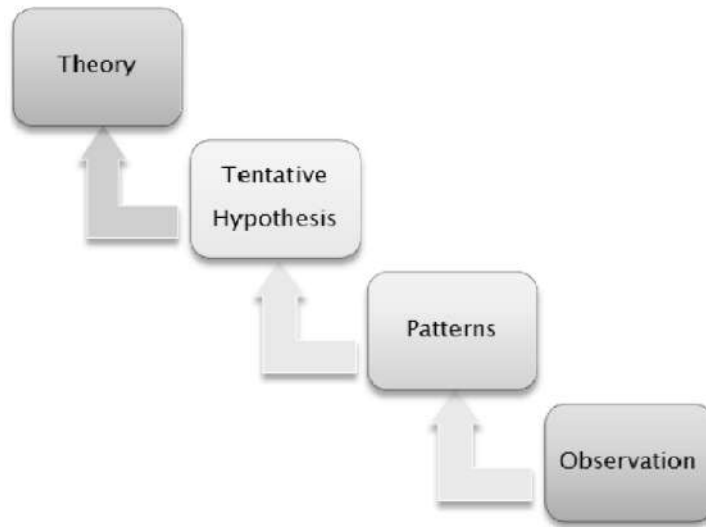 Theory
Tentative
Hypothesis
Patterns
Observation